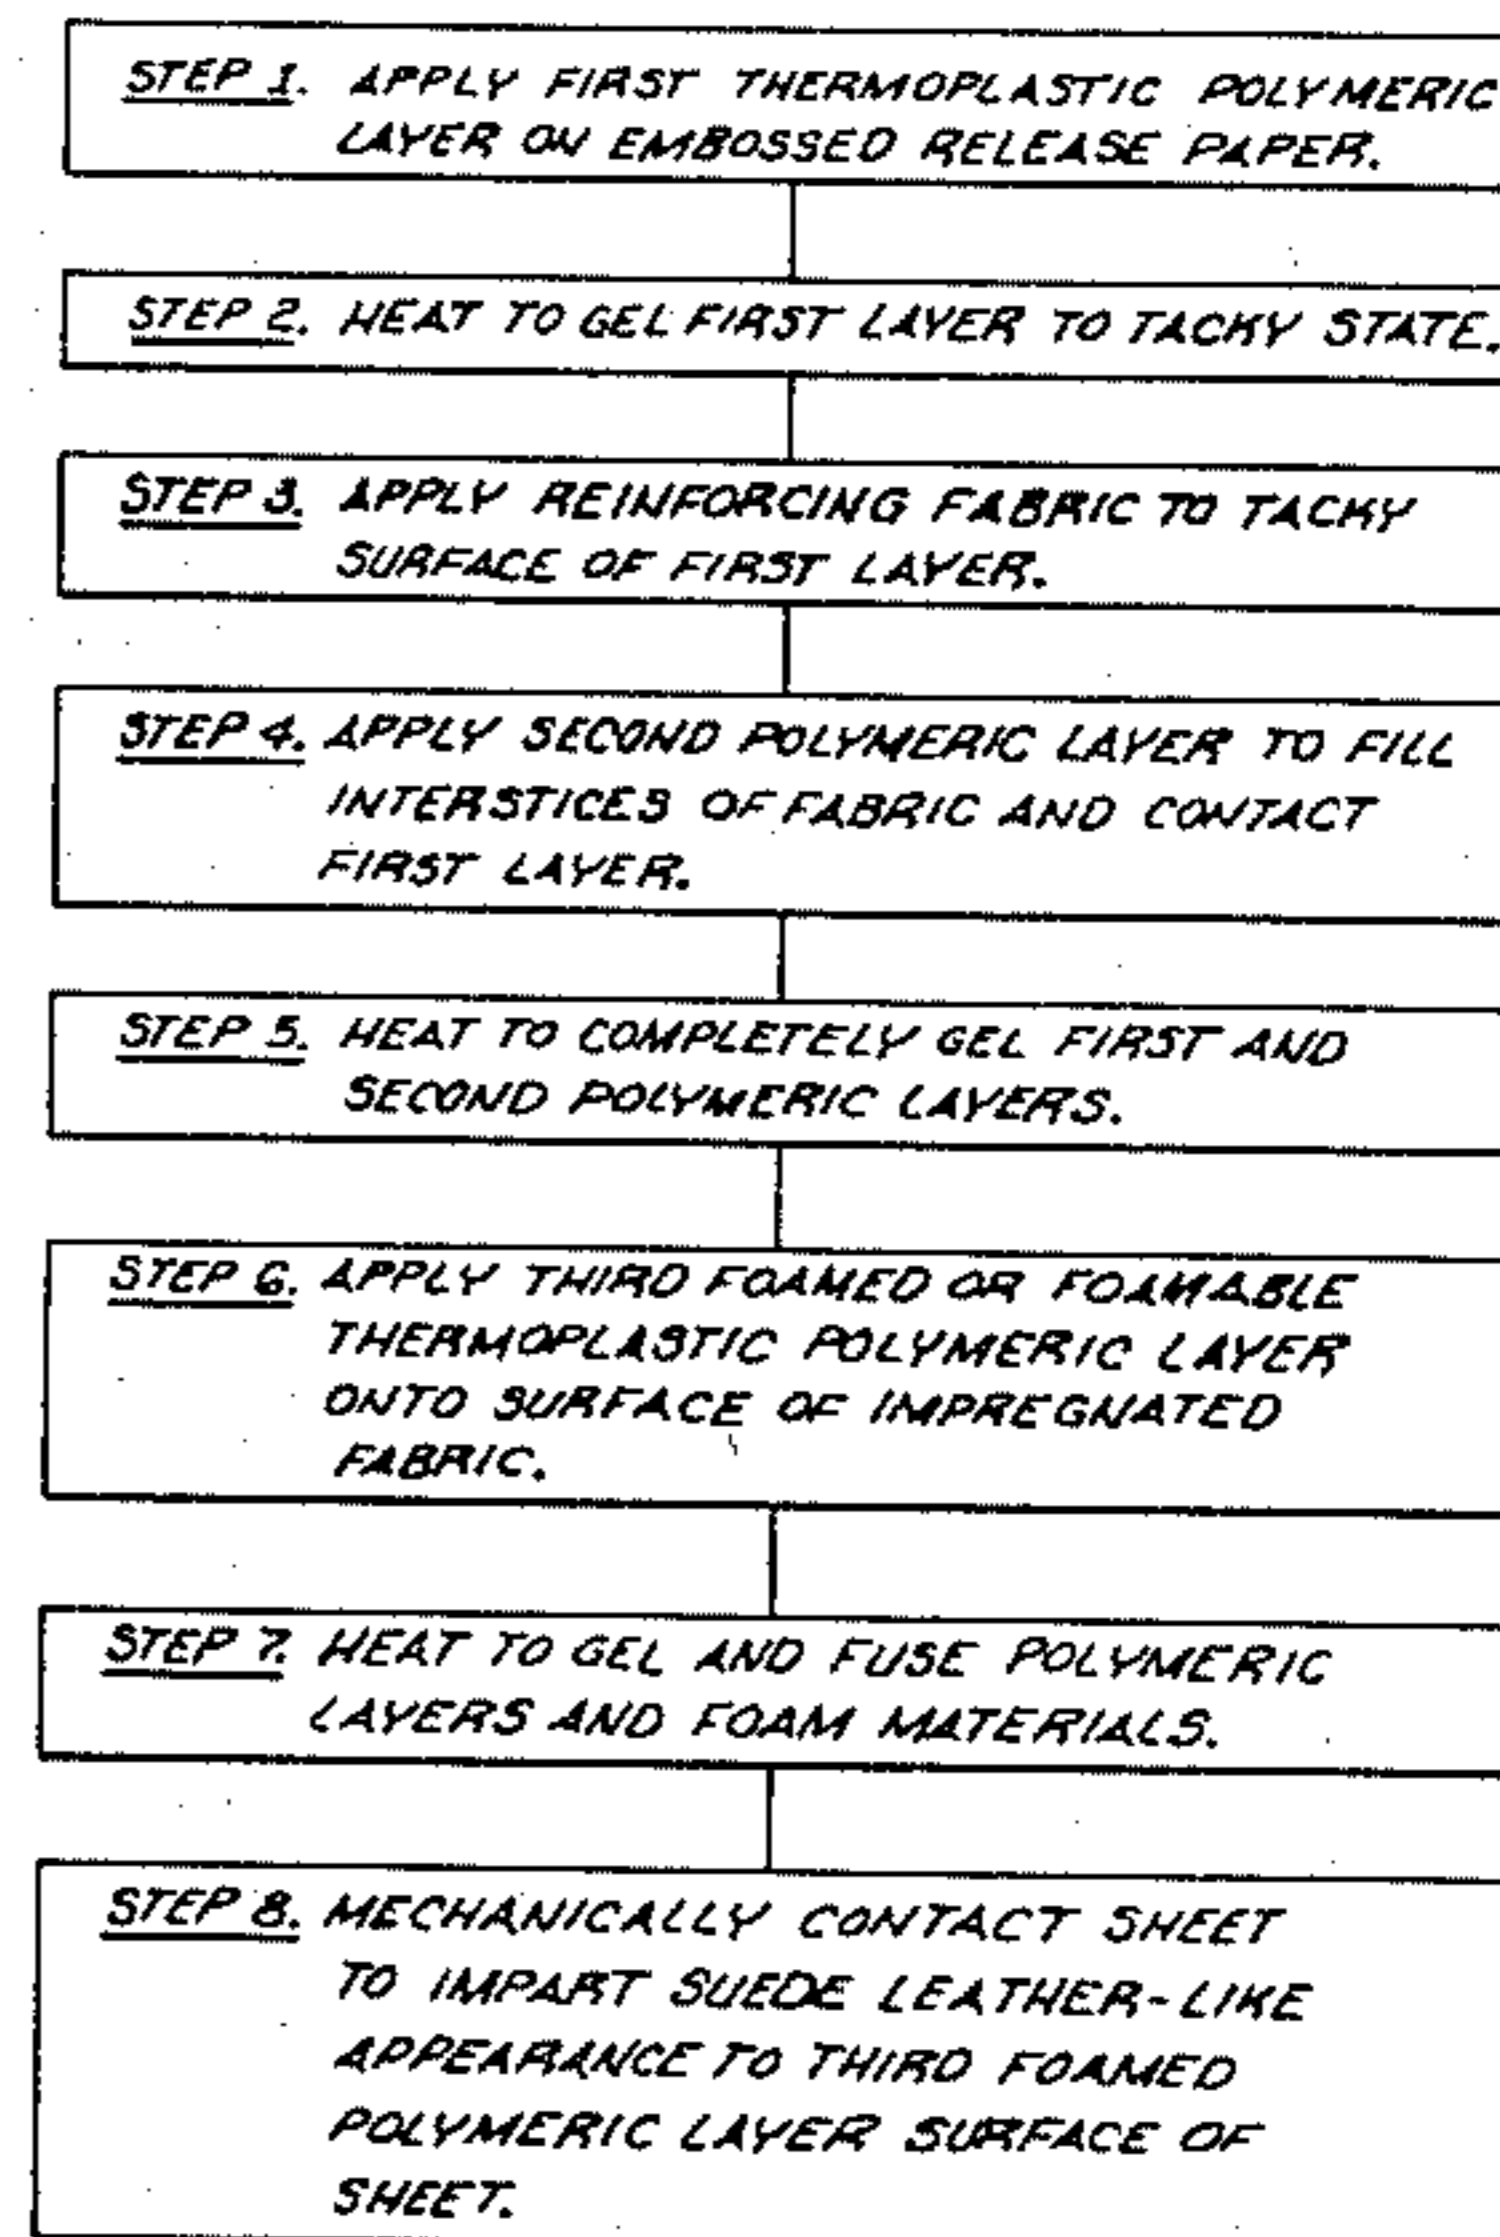 STEP 1. APPLY FIRST THERMOPLASTIC POLYMERIC
LAYER ON EMBOSSED RELEASE PAPER.
STEP 2. HEAT TO GEL FIRST LAYER TO TACKY STATE.
STEP 3. APPLY REINFORCING FABRIC TO TACKY
SURFACE OF FIRST LAYER.
STEP 4. APPLY SECOND POLYMERIC LAYER TO FILL
INTERSTICES OF FABRIC AND CONTACT
FIRST LAYER.
STEP 5. HEAT TO COMPLETELY GEL FIRST AND
SECOND POLYMERIC LAYERS.
STEP 6. APPLY THIRD FOAMED OR FOAMABLE
THERMOPLASTIC POLYMERIC LAYER
ONTO SURFACE OF IMPREGNATED
FABRIC.
STEP 7. HEAT TO GEL AND FUSE POLYMERIC
LAYERS AND FOAM MATERIALS.
STEP 8. MECHANICALLY CONTACT SHEET
TO IMPART SUEDE LEATHER-LIKE
APPEARANCE TO THIRD FOAMED
POLYMERIC LAYER SURFACE OF
SHEET.